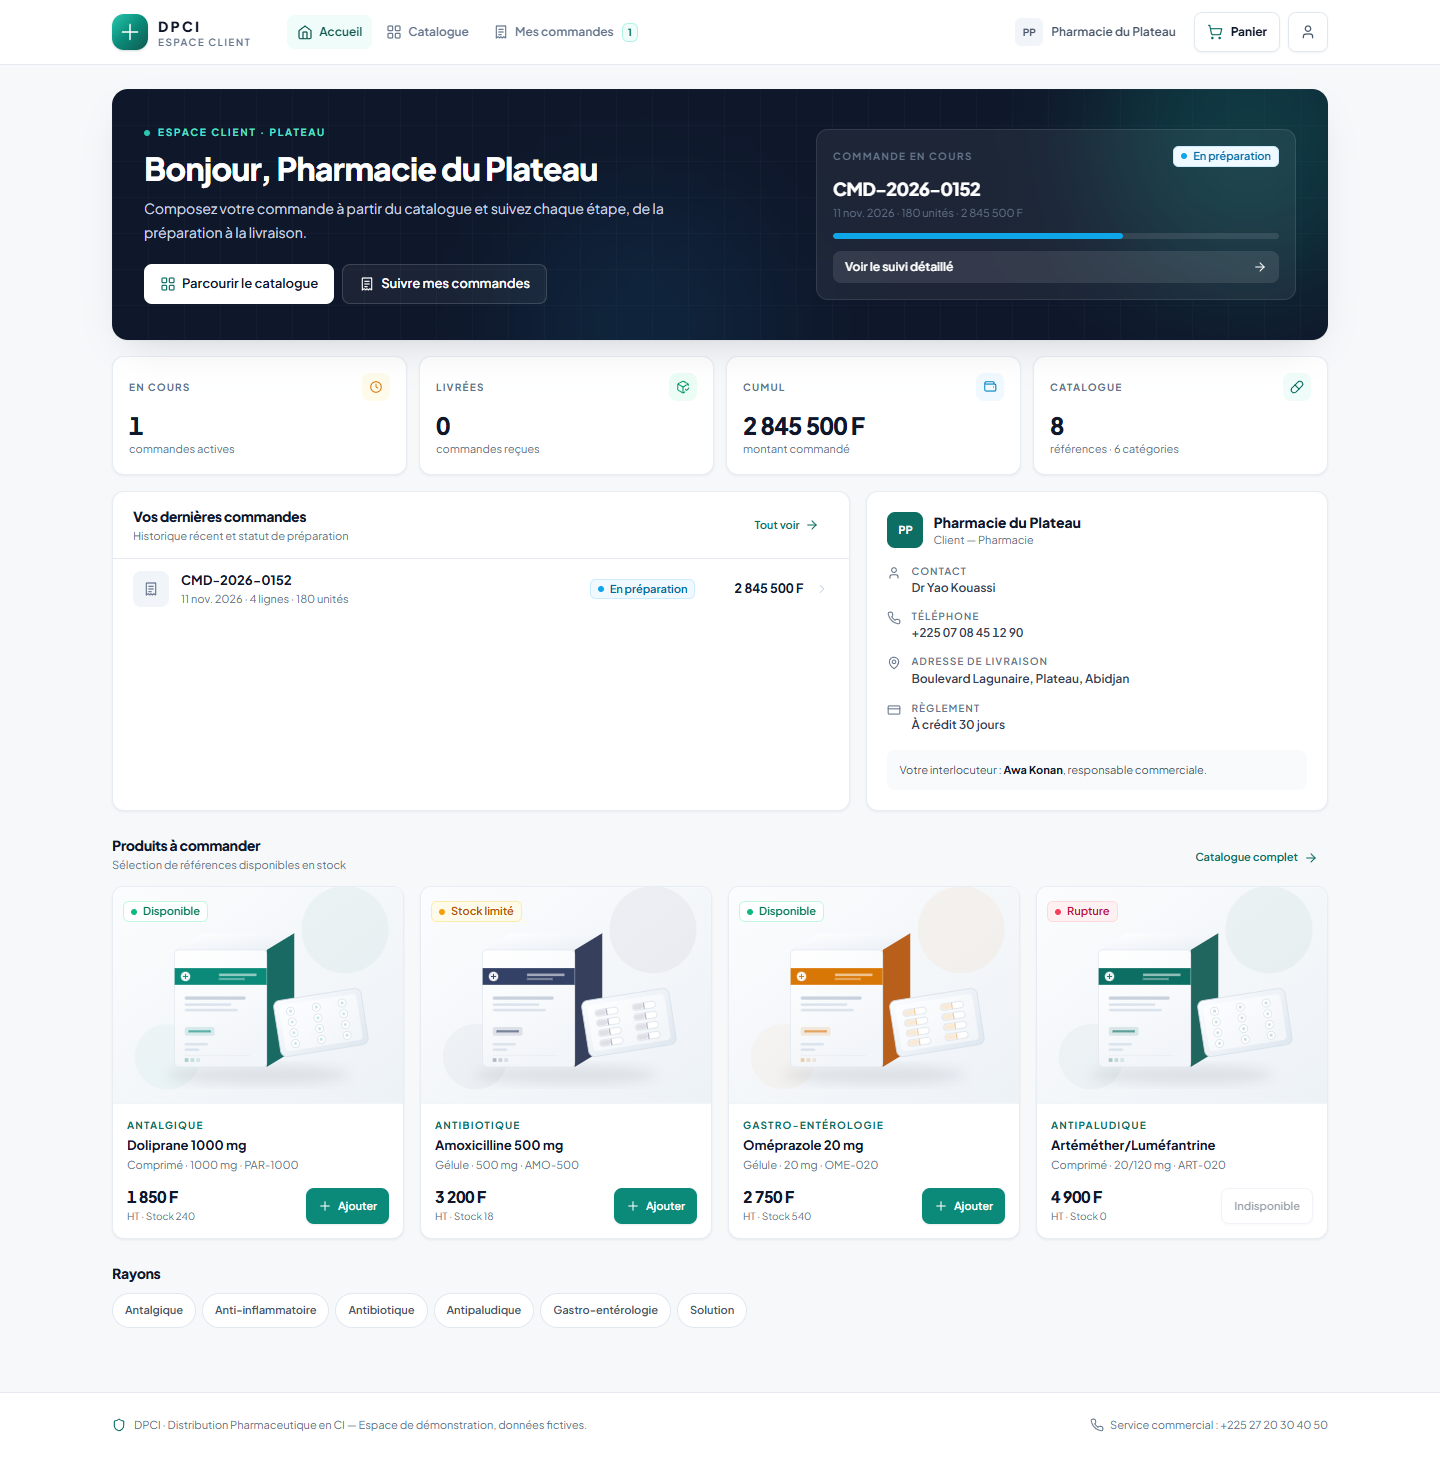 DPCI
ESPACE CLIENT
Accueil
Catalogue
Mes commandes 1
PP Pharmacie du Plateau
Panier
ESPACE CLIENT · PLATEAU
Bonjour, Pharmacie du Plateau
Composez votre commande à partir du catalogue et suivez chaque étape, de la
préparation à la livraison.
Parcourir le catalogue
Suivre mes commandes
COMMANDE EN COURS
En préparation
CMD-2026-0152
11 nov. 2026 · 180 unités · 2 845 500 F
Voir le suivi détaillé
EN COURS
1
commandes actives
LIVRÉES
0
commandes reçues
CUMUL
2 845 500 F
montant commandé
CATALOGUE
8
références · 6 catégories
Vos dernières commandes
Historique récent et statut de préparation
Tout voir
CMD-2026-0152
11 nov. 2026 · 4 lignes · 180 unités
En préparation
2 845 500 F
PP
Pharmacie du Plateau
Client — Pharmacie
CONTACT
Dr Yao Kouassi
TÉLÉPHONE
+225 07 08 45 12 90
ADRESSE DE LIVRAISON
Boulevard Lagunaire, Plateau, Abidjan
RÈGLEMENT
À crédit 30 jours
Votre interlocuteur : Awa Konan, responsable commerciale.
Produits à commander
Sélection de références disponibles en stock
Catalogue complet
Disponible
ANTALGIQUE
Doliprane 1000 mg
Comprimé · 1000 mg · PAR-1000
1 850 F
HT · Stock 240
Ajouter
Stock limité
ANTIBIOTIQUE
Amoxicilline 500 mg
Gélule · 500 mg · AMO-500
3 200 F
HT · Stock 18
Ajouter
Disponible
GASTRO-ENTÉROLOGIE
Oméprazole 20 mg
Gélule · 20 mg · OME-020
2 750 F
HT · Stock 540
Ajouter
Rupture
ANTIPALUDIQUE
Artéméther/Luméfantrine
Comprimé · 20/120 mg · ART-020
4 900 F
HT · Stock 0
Indisponible
Rayons
Antalgique
Anti-inflammatoire
Antibiotique
Antipaludique
Gastro-entérologie
Solution
DPCI · Distribution Pharmaceutique en CI — Espace de démonstration, données fictives.
Service commercial : +225 27 20 30 40 50